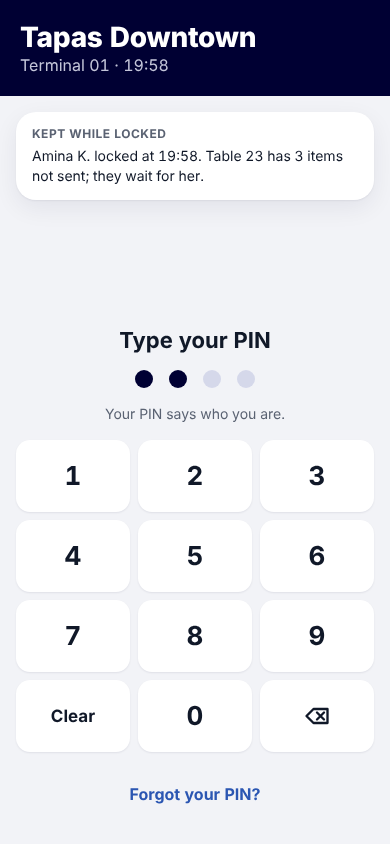 Tapas Downtown
Terminal 01 · 19:58
KEPT WHILE LOCKED
Amina K. locked at 19:58. Table 23 has 3 items
not sent; they wait for her.
Type your PIN
Your PIN says who you are.
1 2 3
4 5 6
7 8 9
Clear 0
Forgot your PIN?